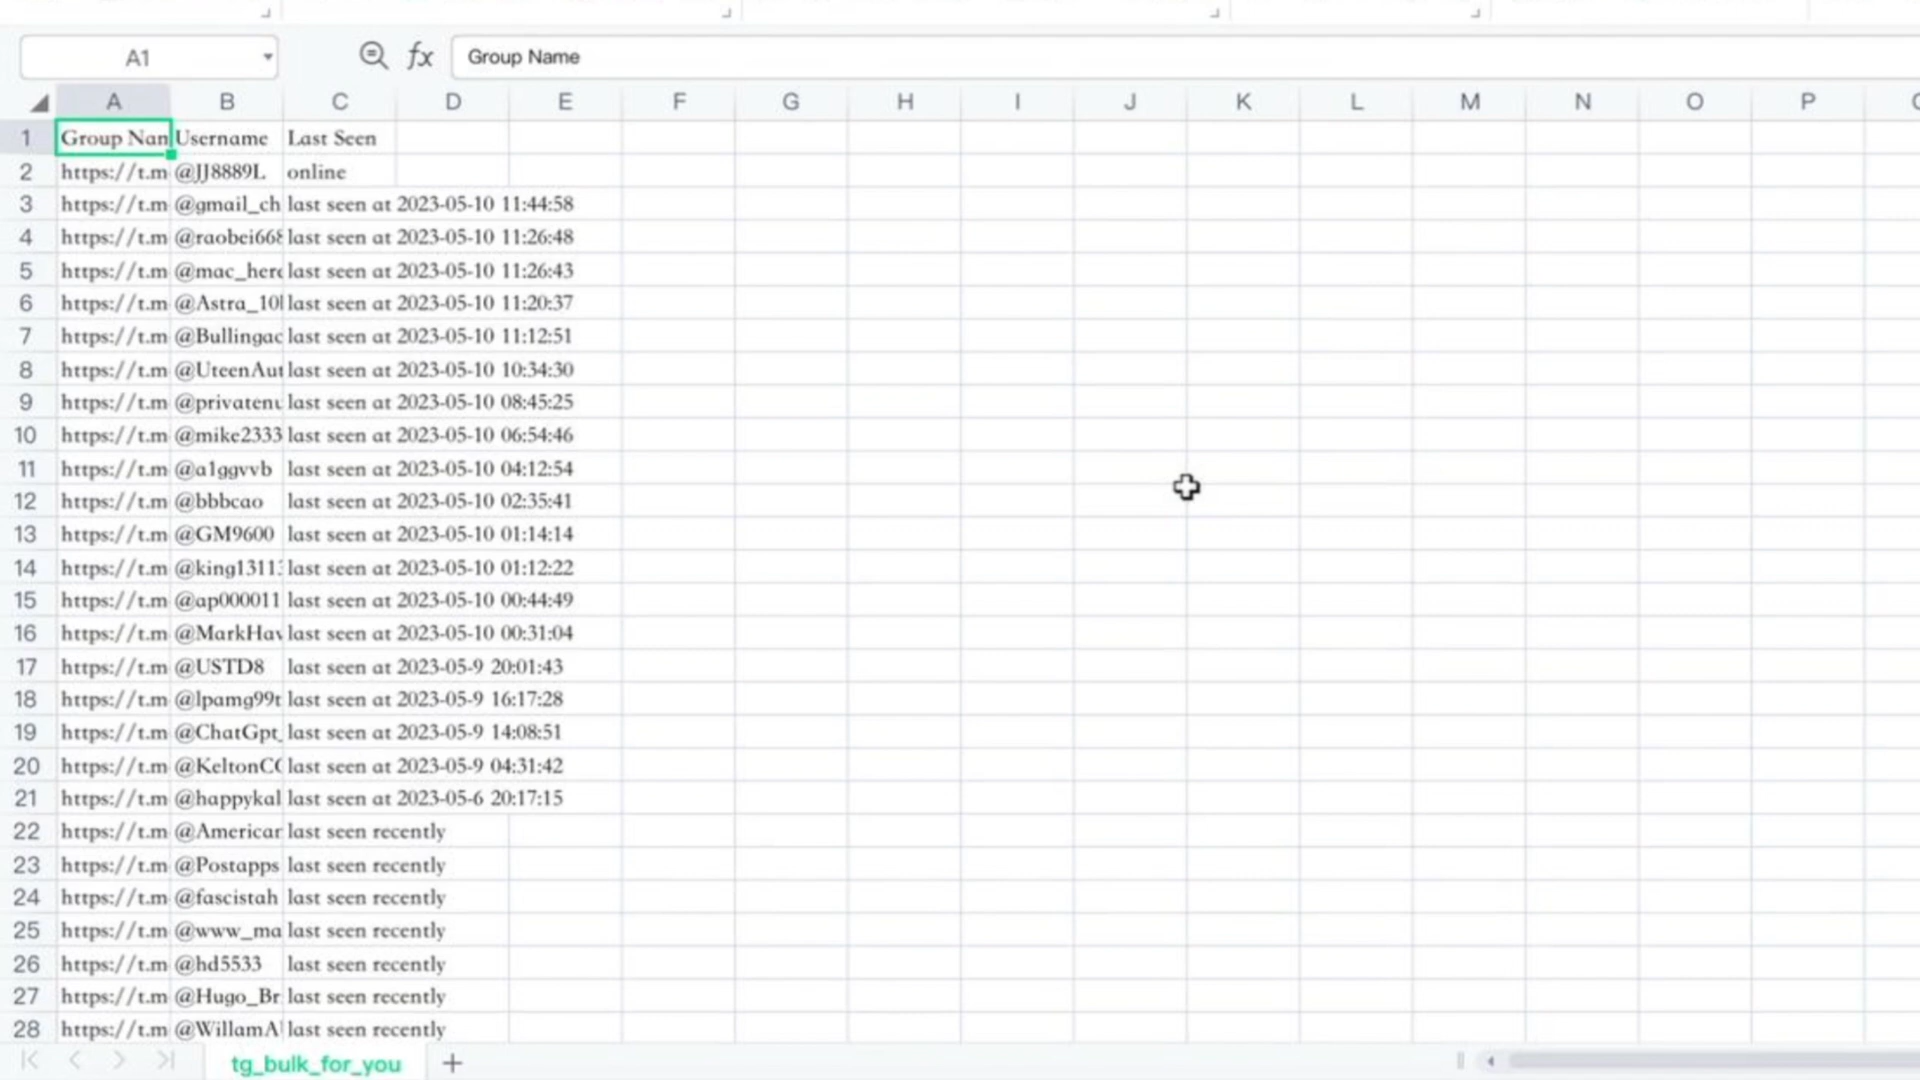 A1 fx Group Name
A B C D E F G H I J K L M N O P
1 Group Nan Username Last Seen
2 https://t.m @JJ8889L online
3 https://t.m @gmail_ch last seen at 2023-05-10 11:44:58
4 https://t.m @raobei668 last seen at 2023-05-10 11:26:48
5 https://t.m @mac_here last seen at 2023-05-10 11:26:43
6 https://t.m @Astra_10 last seen at 2023-05-10 11:20:37
7 https://t.m @Bullingac last seen at 2023-05-10 11:12:51
8 https://t.m @UteenAut last seen at 2023-05-10 10:34:30
9 https://t.m @privatenu last seen at 2023-05-10 08:45:25
10 https://t.m @mike2333 last seen at 2023-05-10 06:54:46
11 https://t.m @a1ggvvb last seen at 2023-05-10 04:12:54
12 https://t.m @bbbcao last seen at 2023-05-10 02:35:41
13 https://t.m @GM9600 last seen at 2023-05-10 01:14:14
14 https://t.m @king1311 last seen at 2023-05-10 01:12:22
15 https://t.m @ap000011 last seen at 2023-05-10 00:44:49
16 https://t.m @MarkHav last seen at 2023-05-10 00:31:04
17 https://t.m @USTD8 last seen at 2023-05-9 20:01:43
18 https://t.m @lpamg99 last seen at 2023-05-9 16:17:28
19 https://t.m @ChatGpt_ last seen at 2023-05-9 14:08:51
20 https://t.m @KeltonC last seen at 2023-05-9 04:31:42
21 https://t.m @happykal last seen at 2023-05-6 20:17:15
22 https://t.m @American last seen recently
23 https://t.m @Postapps last seen recently
24 https://t.m @fascistah last seen recently
25 https://t.m @www_ma last seen recently
26 https://t.m @hd5533 last seen recently
27 https://t.m @Hugo_Br last seen recently
28 https://t.m @WillamA last seen recently
tg_bulk_for_you